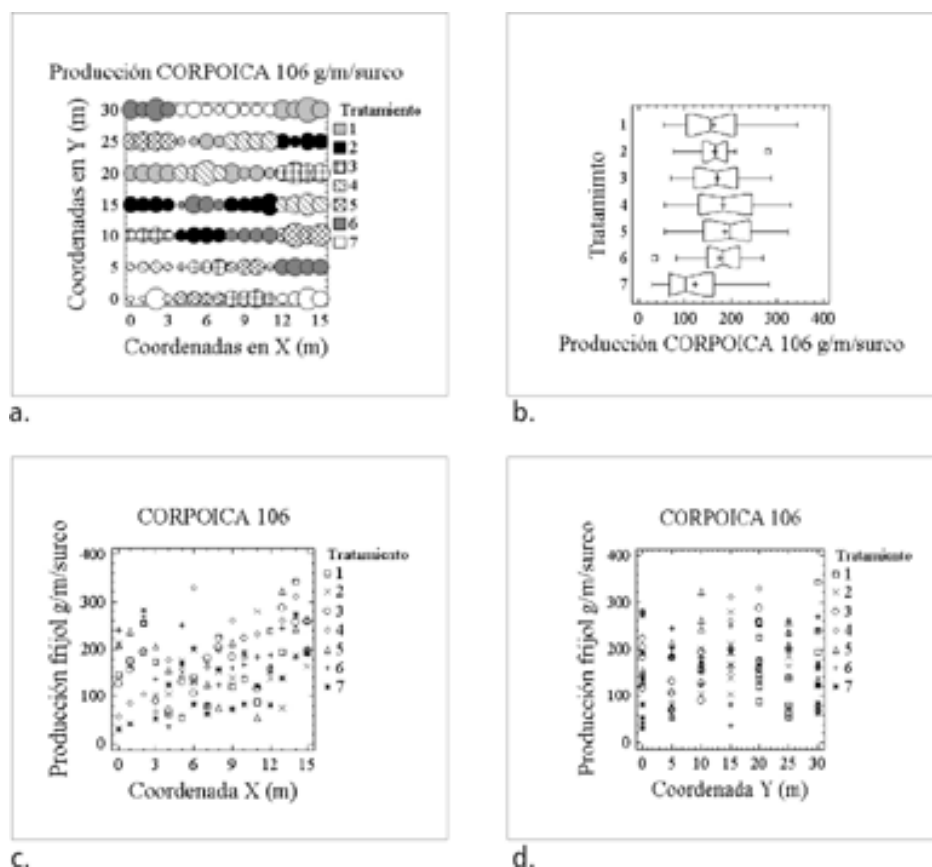 Producción CORPOICA 106 g/m/surco
Coordenadas en Y (m)
30
25
20
15
10
5
0
0 3 6 9 12 15
Coordenadas en X (m)
Tratamiento
1
2
3
4
5
6
7
a.
Tratamimto
1
2
3
4
5
6
7
0 100 200 300 400
Producción CORPOICA 106 g/m/surco
b.
CORPOICA 106
Producción fríjol g/m/surco
400
300
200
100
0
0 3 6 9 12 15
Coordenada X (m)
Tratamiento
1
2
3
4
5
6
7
c.
CORPOICA 106
Producción fríjol g/m/surco
400
300
200
100
0
0 5 10 15 20 25 30
Coordenada Y (m)
Tratamiento
1
2
3
4
5
6
7
d.